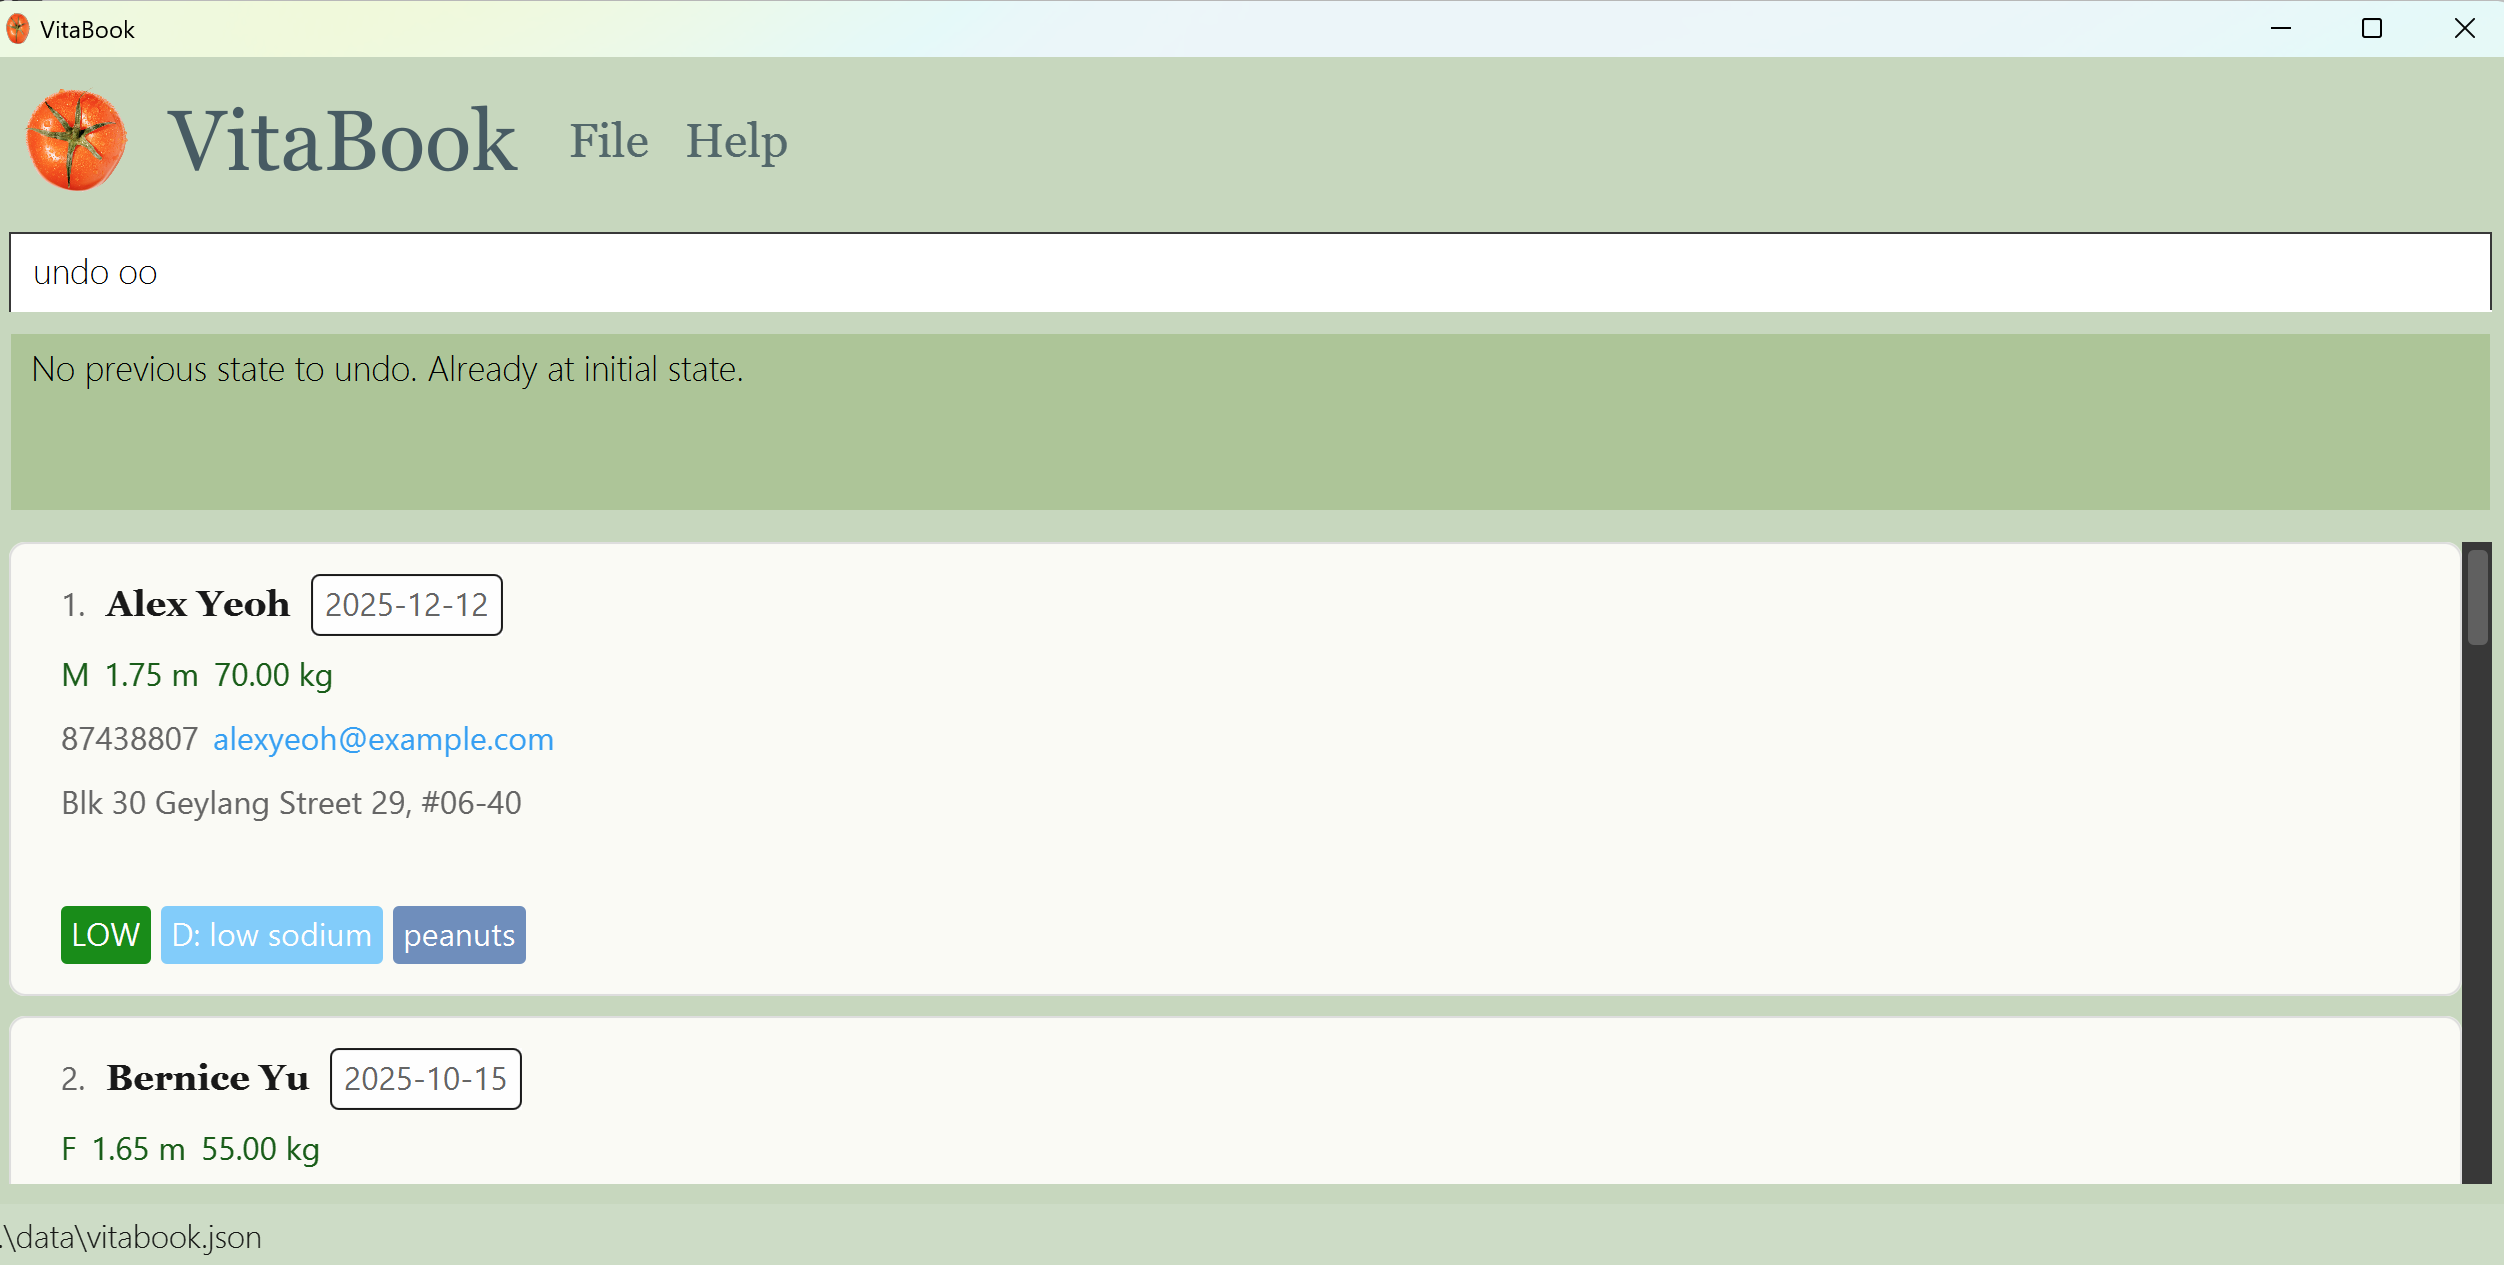 VitaBook
VitaBook File Help
undo oo
No previous state to undo. Already at initial state.
1. Alex Yeoh 2025-12-12
M 1.75 m 70.00 kg
87438807 alexyeoh@example.com
Blk 30 Geylang Street 29, #06-40
LOW D: low sodium peanuts
2. Bernice Yu 2025-10-15
F 1.65 m 55.00 kg
.\data\vitabook.json